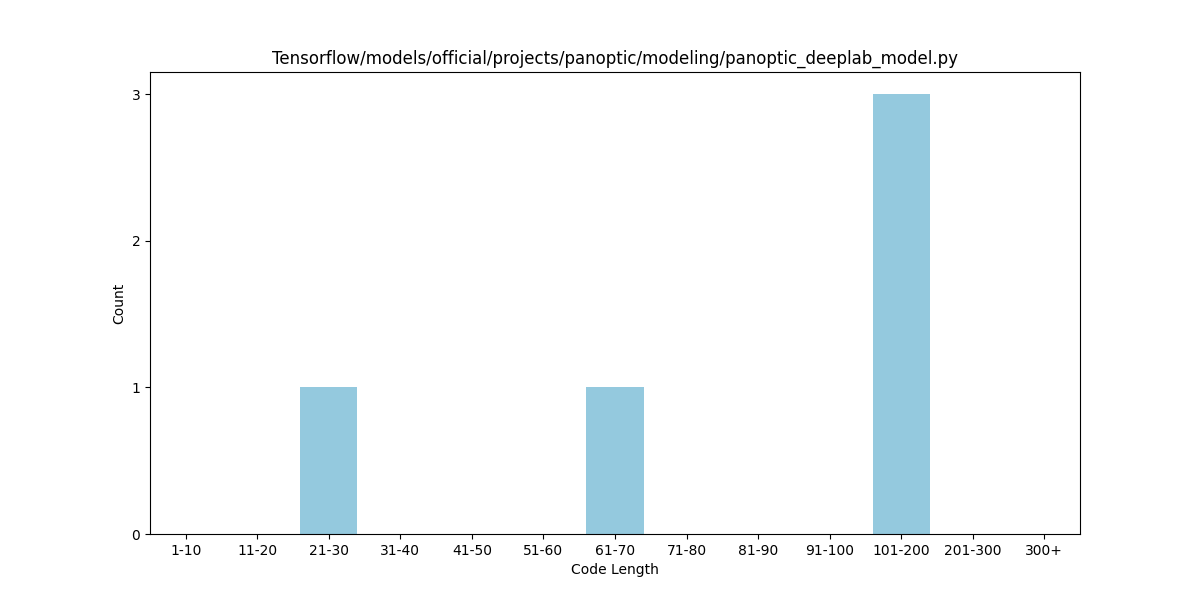 Tensorflow/models/official/projects/panoptic/modeling/panoptic_deeplab_model.py
3
2
1
0
Count
1-10 11-20 21-30 31-40 41-50 51-60 61-70 71-80 81-90 91-100 101-200 201-300 300+
Code Length